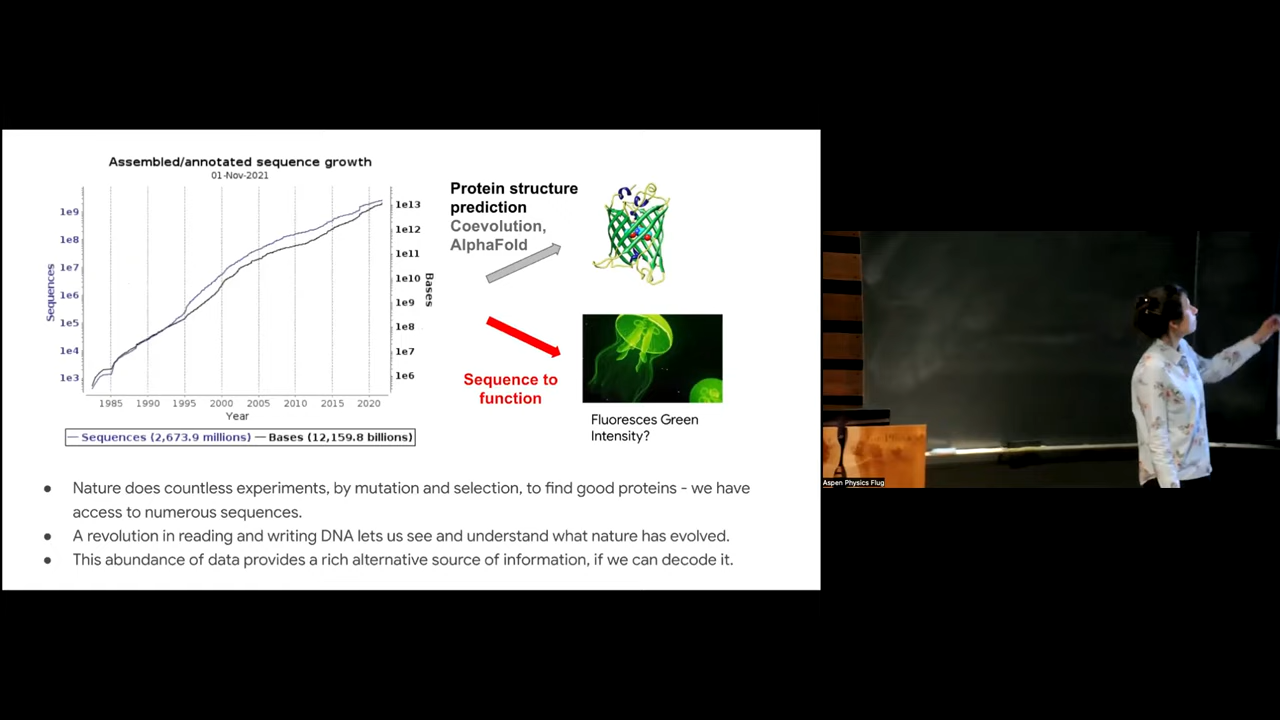 Assembled/annotated sequence growth
01-Nov-2021
1e9
1e8
1e7
1e6
1e5
1e4
1e3
Sequences
1e13
1e12
1e11
1e10
1e9
1e8
1e7
1e6
Bases
1985 1990 1995 2000 2005 2010 2015 2020
Year
Sequences (2,673.9 millions) — Bases (12,159.8 billions)
Protein structure
prediction
Coevolution,
AlphaFold
Sequence to
function
Fluoresces Green
Intensity?
● Nature does countless experiments, by mutation and selection, to find good proteins - we have
access to numerous sequences.
● A revolution in reading and writing DNA lets us see and understand what nature has evolved.
● This abundance of data provides a rich alternative source of information, if we can decode it.
Aspen Physics Flug